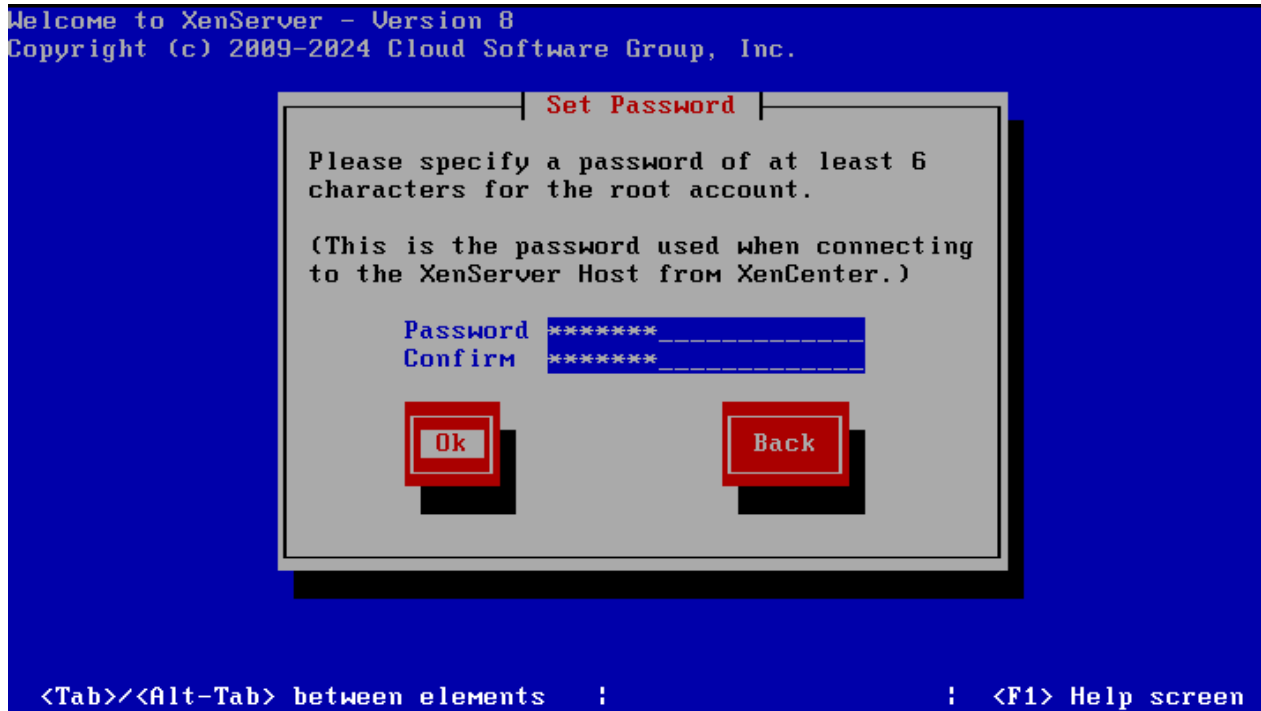 Welcome to XenServer - Version 8
Copyright (c) 2009-2024 Cloud Software Group, Inc.
Set Password
Please specify a password of at least 6
characters for the root account.
(This is the password used when connecting
to the XenServer Host from XenCenter.)
Password *******_____________
Confirm *******_____________
Ok Back
<Tab>/<Alt-Tab> between elements ¦ ¦ <F1> Help screen